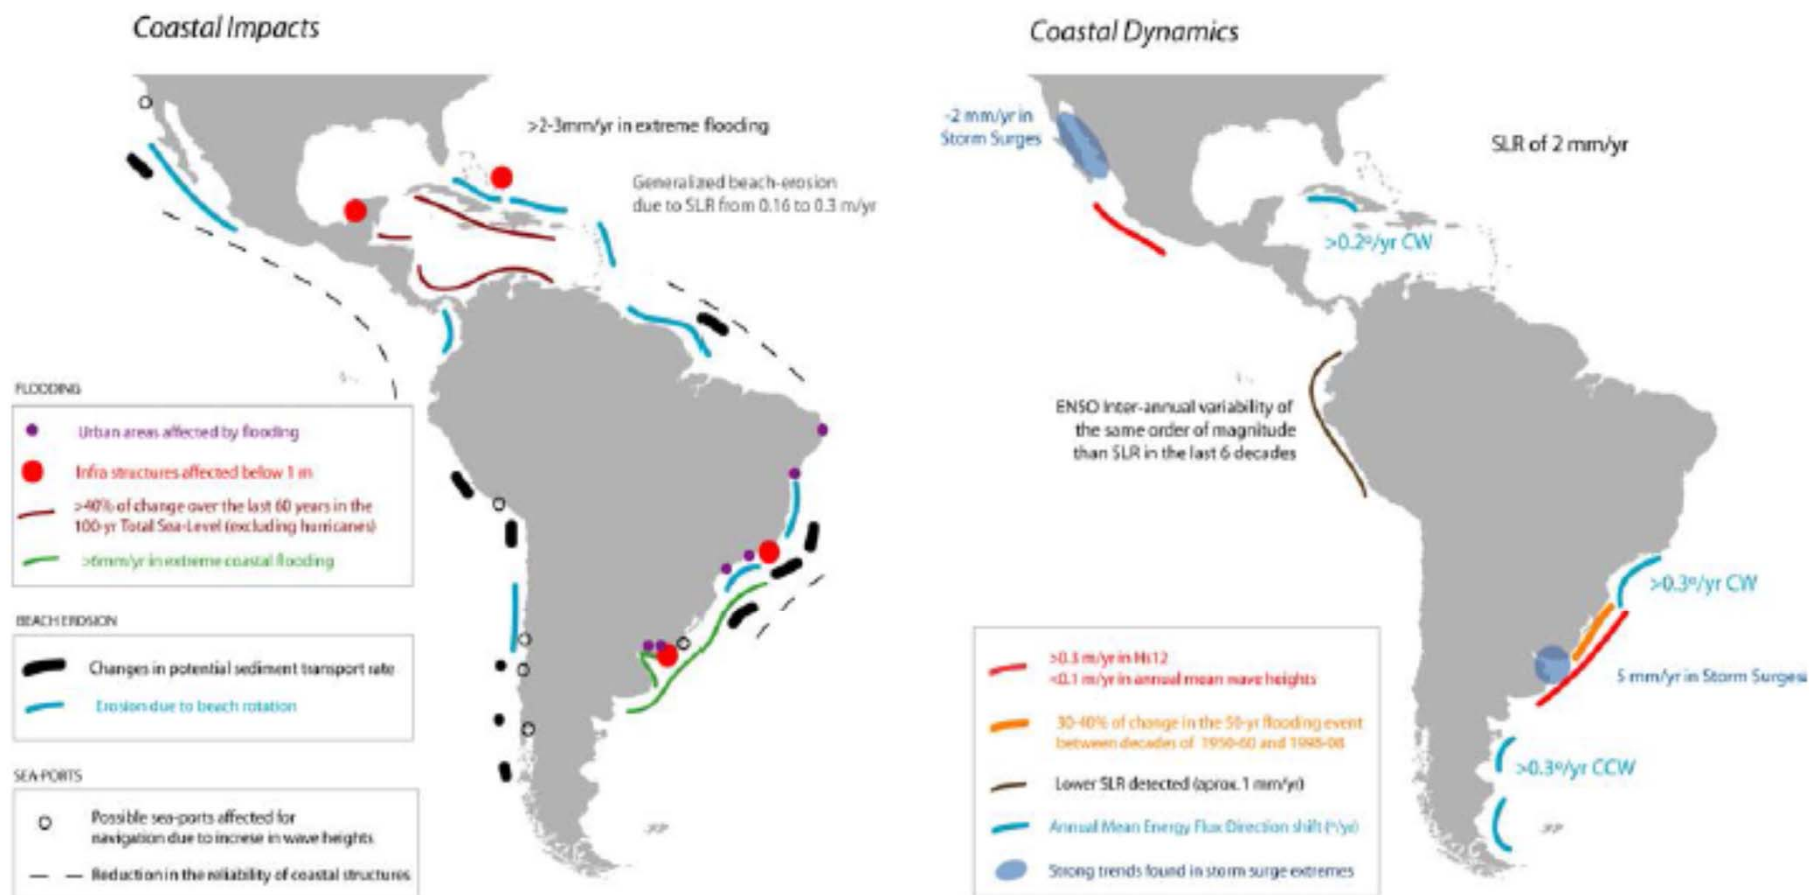 Coastal Impacts
>2-3mm/yr in extreme flooding
Generalized beach-erosion
due to SLR from 0.16 to 0.3 m/yr
FLOODING
Urban areas affected by flooding
Infra structures affected below 1 m
>40% of change over the last 60 years in the
100-yr Total Sea-Level (excluding hurricanes)
>6mm/yr in extreme coastal flooding
BEACH EROSION
Changes in potential sediment transport rate
Erosion due to beach rotation
SEA-PORTS
Possible sea-ports affected for
navigation due to increse in wave heights
Reduction in the reliability of coastal structures
Coastal Dynamics
-2 mm/yr in
Storm Surges
SLR of 2 mm/yr
>0.2º/yr CW
ENSO Inter-annual variability of
the same order of magnitude
than SLR in the last 6 decades
>0.3º/yr CW
5 mm/yr in Storm Surges
>0.3º/yr CCW
>0.3 m/yr in Hs12
<0.1 m/yr in annual mean wave heights
30-40% of change in the 50-yr flooding event
between decades of 1950-60 and 1998-08
Lower SLR detected (aprox. 1 mm/yr)
Annual Mean Energy Flux Direction shift (º/yr)
Strong trends found in storm surge extremes